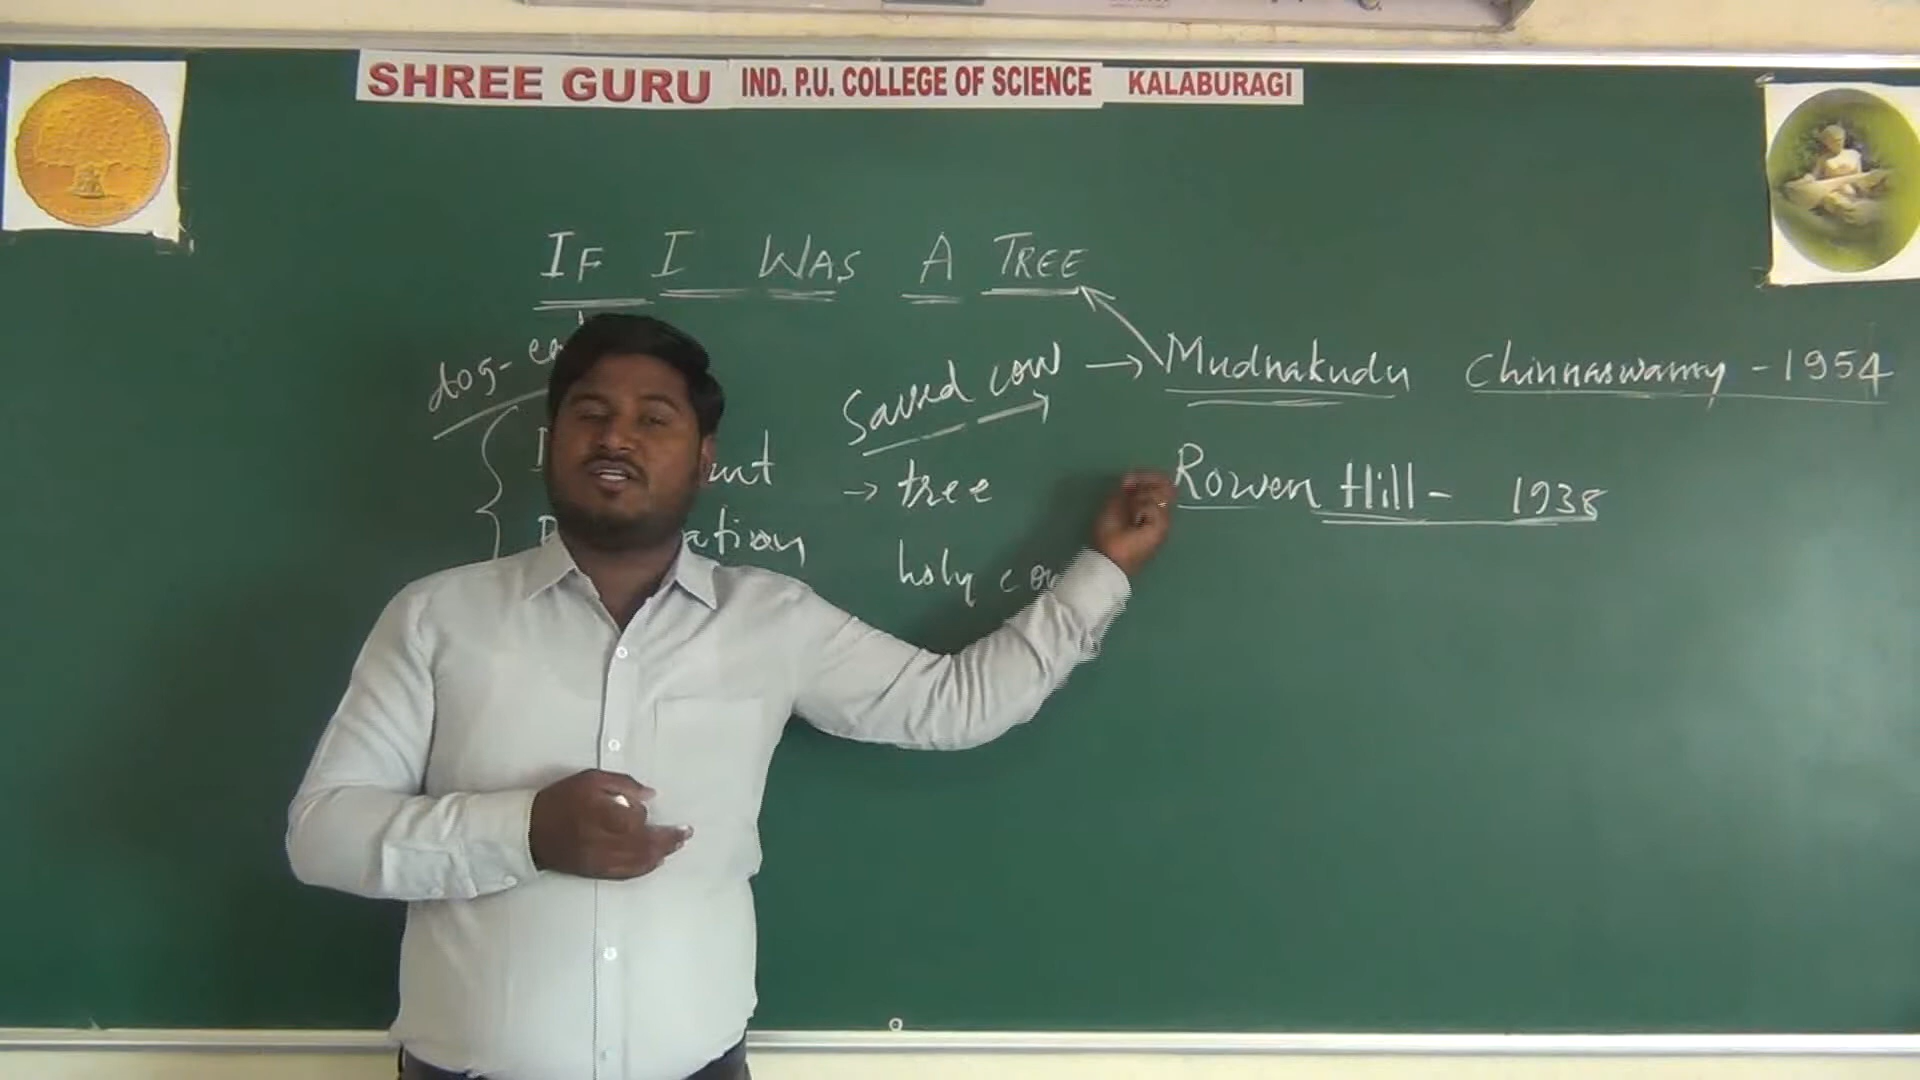 SHREE GURU IND. P.U. COLLEGE OF SCIENCE KALABURAGI
IF I WAS A TREE
dog-
Saved cow → Mudnakudu Chinnaswamy - 1954
→ tree
Rowen Hill - 1938
holy